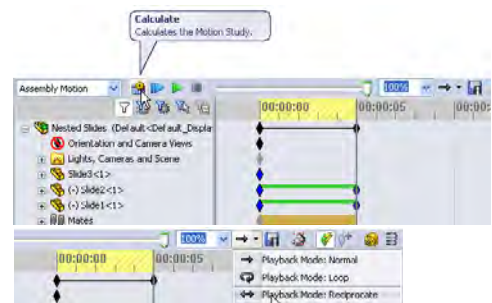 Calculate
Calculates the Motion Study.
Assembly Motion
100%
00:00:00
00:00:05
00:00:
Nested Slides (Default<Default_Displa
Orientation and Camera Views
Lights, Cameras and Scene
Slide3<1>
(-) Slide2<1>
(-) Slide1<1>
Mates
100%
Playback Mode: Normal
00:00:00
00:00:05
Playback Mode: Loop
Playback Mode: Reciprocate